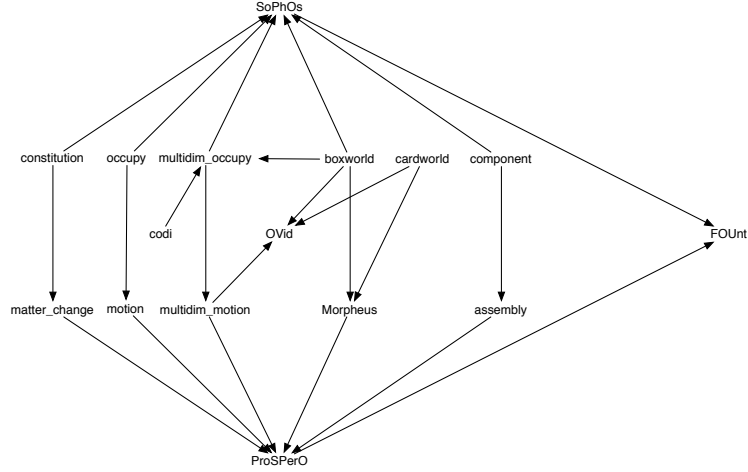 SoPhOs
constitution occupy multidim_occupy boxworld cardworld component
codi OVid FOUnt
matter_change motion multidim_motion Morpheus assembly
ProSPerO